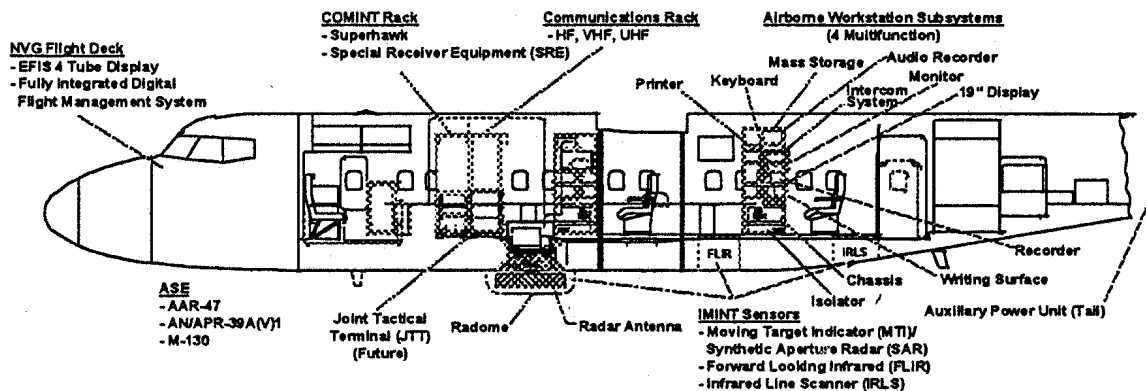 COMINT Rack
- Superhawk
- Special Receiver Equipment (SRE)
Communications Rack
- HF, VHF, UHF
Airborne Workstation Subsystems
(4 Multifunction)
NVG Flight Deck
- EFIS 4 Tube Display
- Fully Integrated Digital
Flight Management System
Printer
Keyboard
Mass Storage
Audio Recorder
Intercom
System
Monitor
19" Display
FLIR
IRLS
Recorder
Writing Surface
Chassis
Isolator
Auxiliary Power Unit (Tail)
ASE
- AAR-47
- AN/APR-39A(V)1
- M-130
Joint Tactical
Terminal (JTT)
(Future)
Radome
Radar Antenna
IMINT Sensors
- Moving Target Indicator (MTI)/
Synthetic Aperture Radar (SAR)
- Forward Looking Infrared (FLIR)
- Infrared Line Scanner (IRLS)